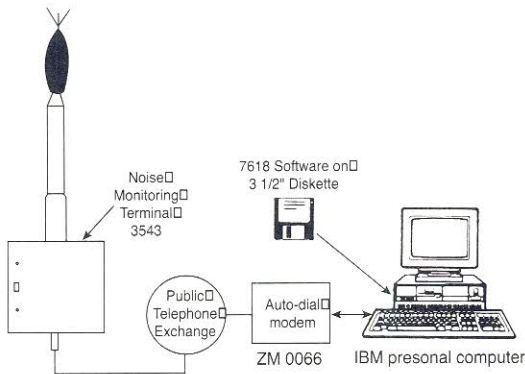 Noise
Monitoring
Terminal
3543
7618 Software on
3 1/2" Diskette
Public
Telephone
Exchange
Auto-dial
modem
ZM 0066
IBM presonal computer